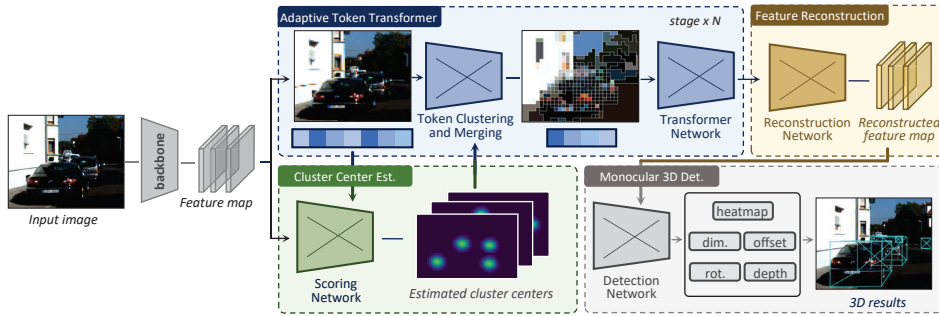 Adaptive Token Transformer
stage x N
Feature Reconstruction
Token Clustering
and Merging
Transformer
Network
Reconstruction
Network
Reconstructed
feature map
backbone
Feature map
Input image
Cluster Center Est.
Scoring
Network
Estimated cluster centers
Monocular 3D Det.
Detection
Network
heatmap
dim.
offset
rot.
depth
3D results